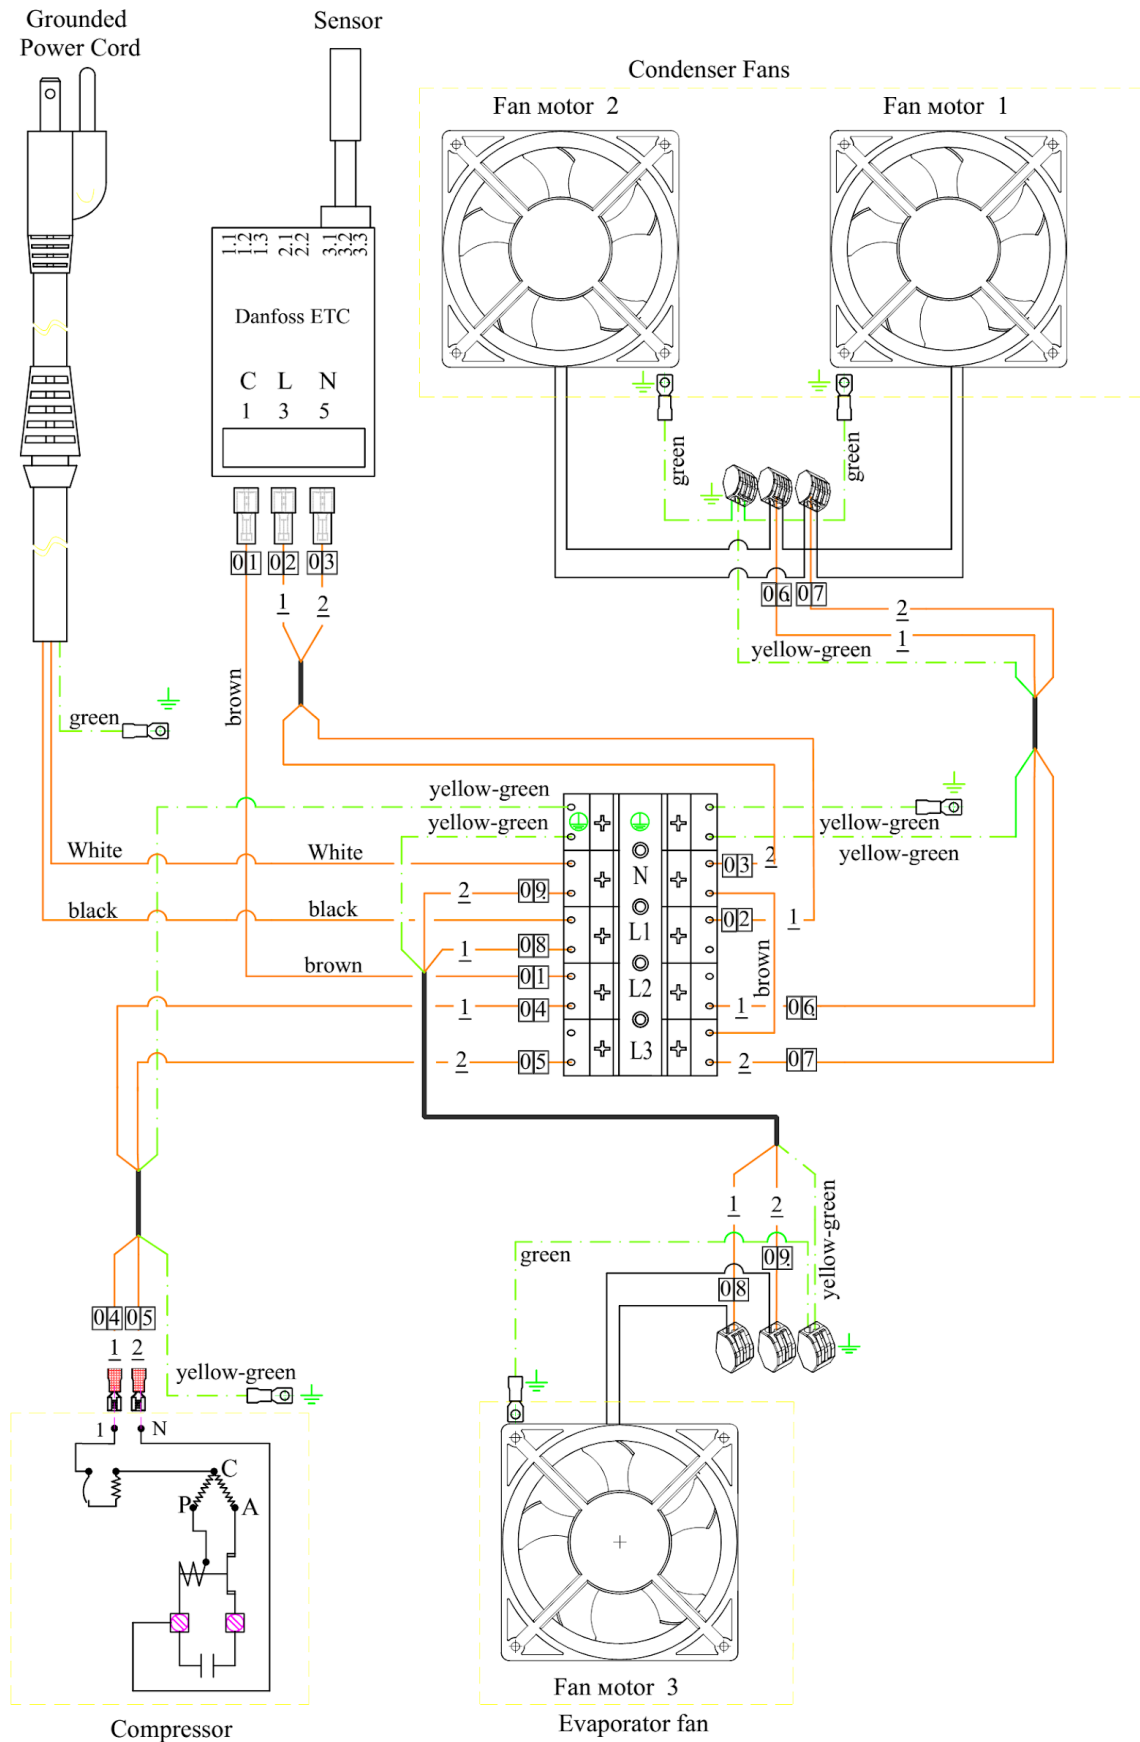 Grounded
Power Cord
Sensor
Condenser Fans
Fan мotor 2
Fan мotor 1
1.1
1.2
1.3
2.1
2.2
3.1
3.2
3.3
Danfoss ETC
C L N
1 3 5
green
green
01 02 03
06. 07
1 2
2
1
yellow-green
brown
green
yellow-green
yellow-green
yellow-green
yellow-green
White
White
N
03
2
2
09.
black
black
L1
02
1
1
08
brown
brown
01
L2
1
04
1
06.
2
05
L3
2
07
1 2
yellow-green
green
09.
08
04 05
1 2
yellow-green
1 N
C
P A
Compressor
Fan мotor 3
Evaporator fan